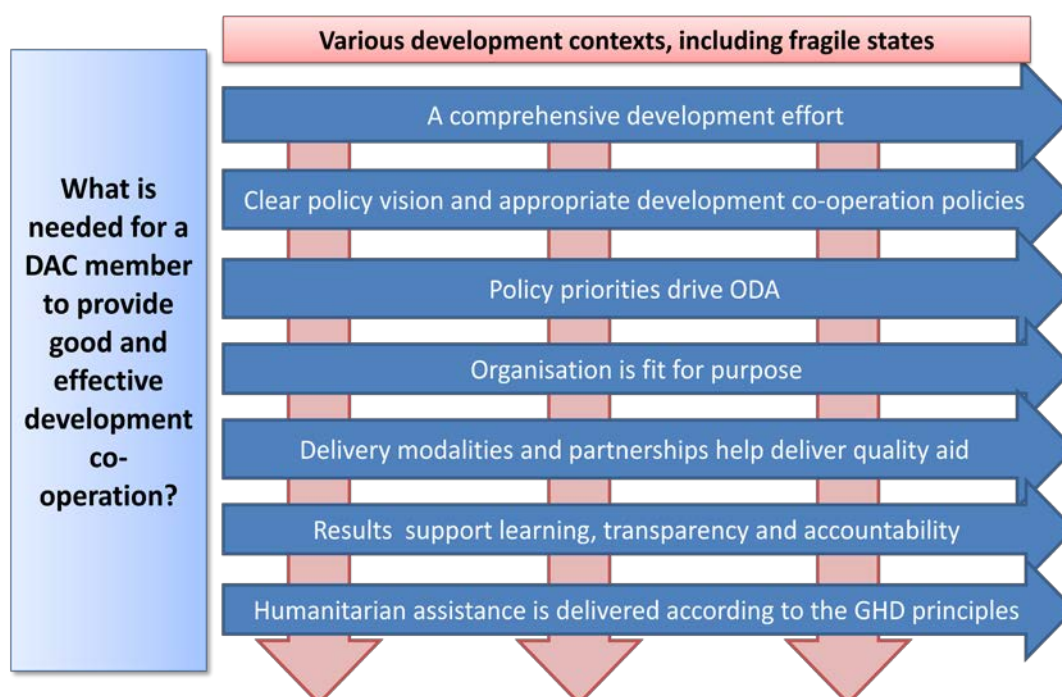 Various development contexts, including fragile states
What is
needed for a
DAC member
to provide
good and
effective
development
co-
operation?
A comprehensive development effort
Clear policy vision and appropriate development co-operation policies
Policy priorities drive ODA
Organisation is fit for purpose
Delivery modalities and partnerships help deliver quality aid
Results support learning, transparency and accountability
Humanitarian assistance is delivered according to the GHD principles